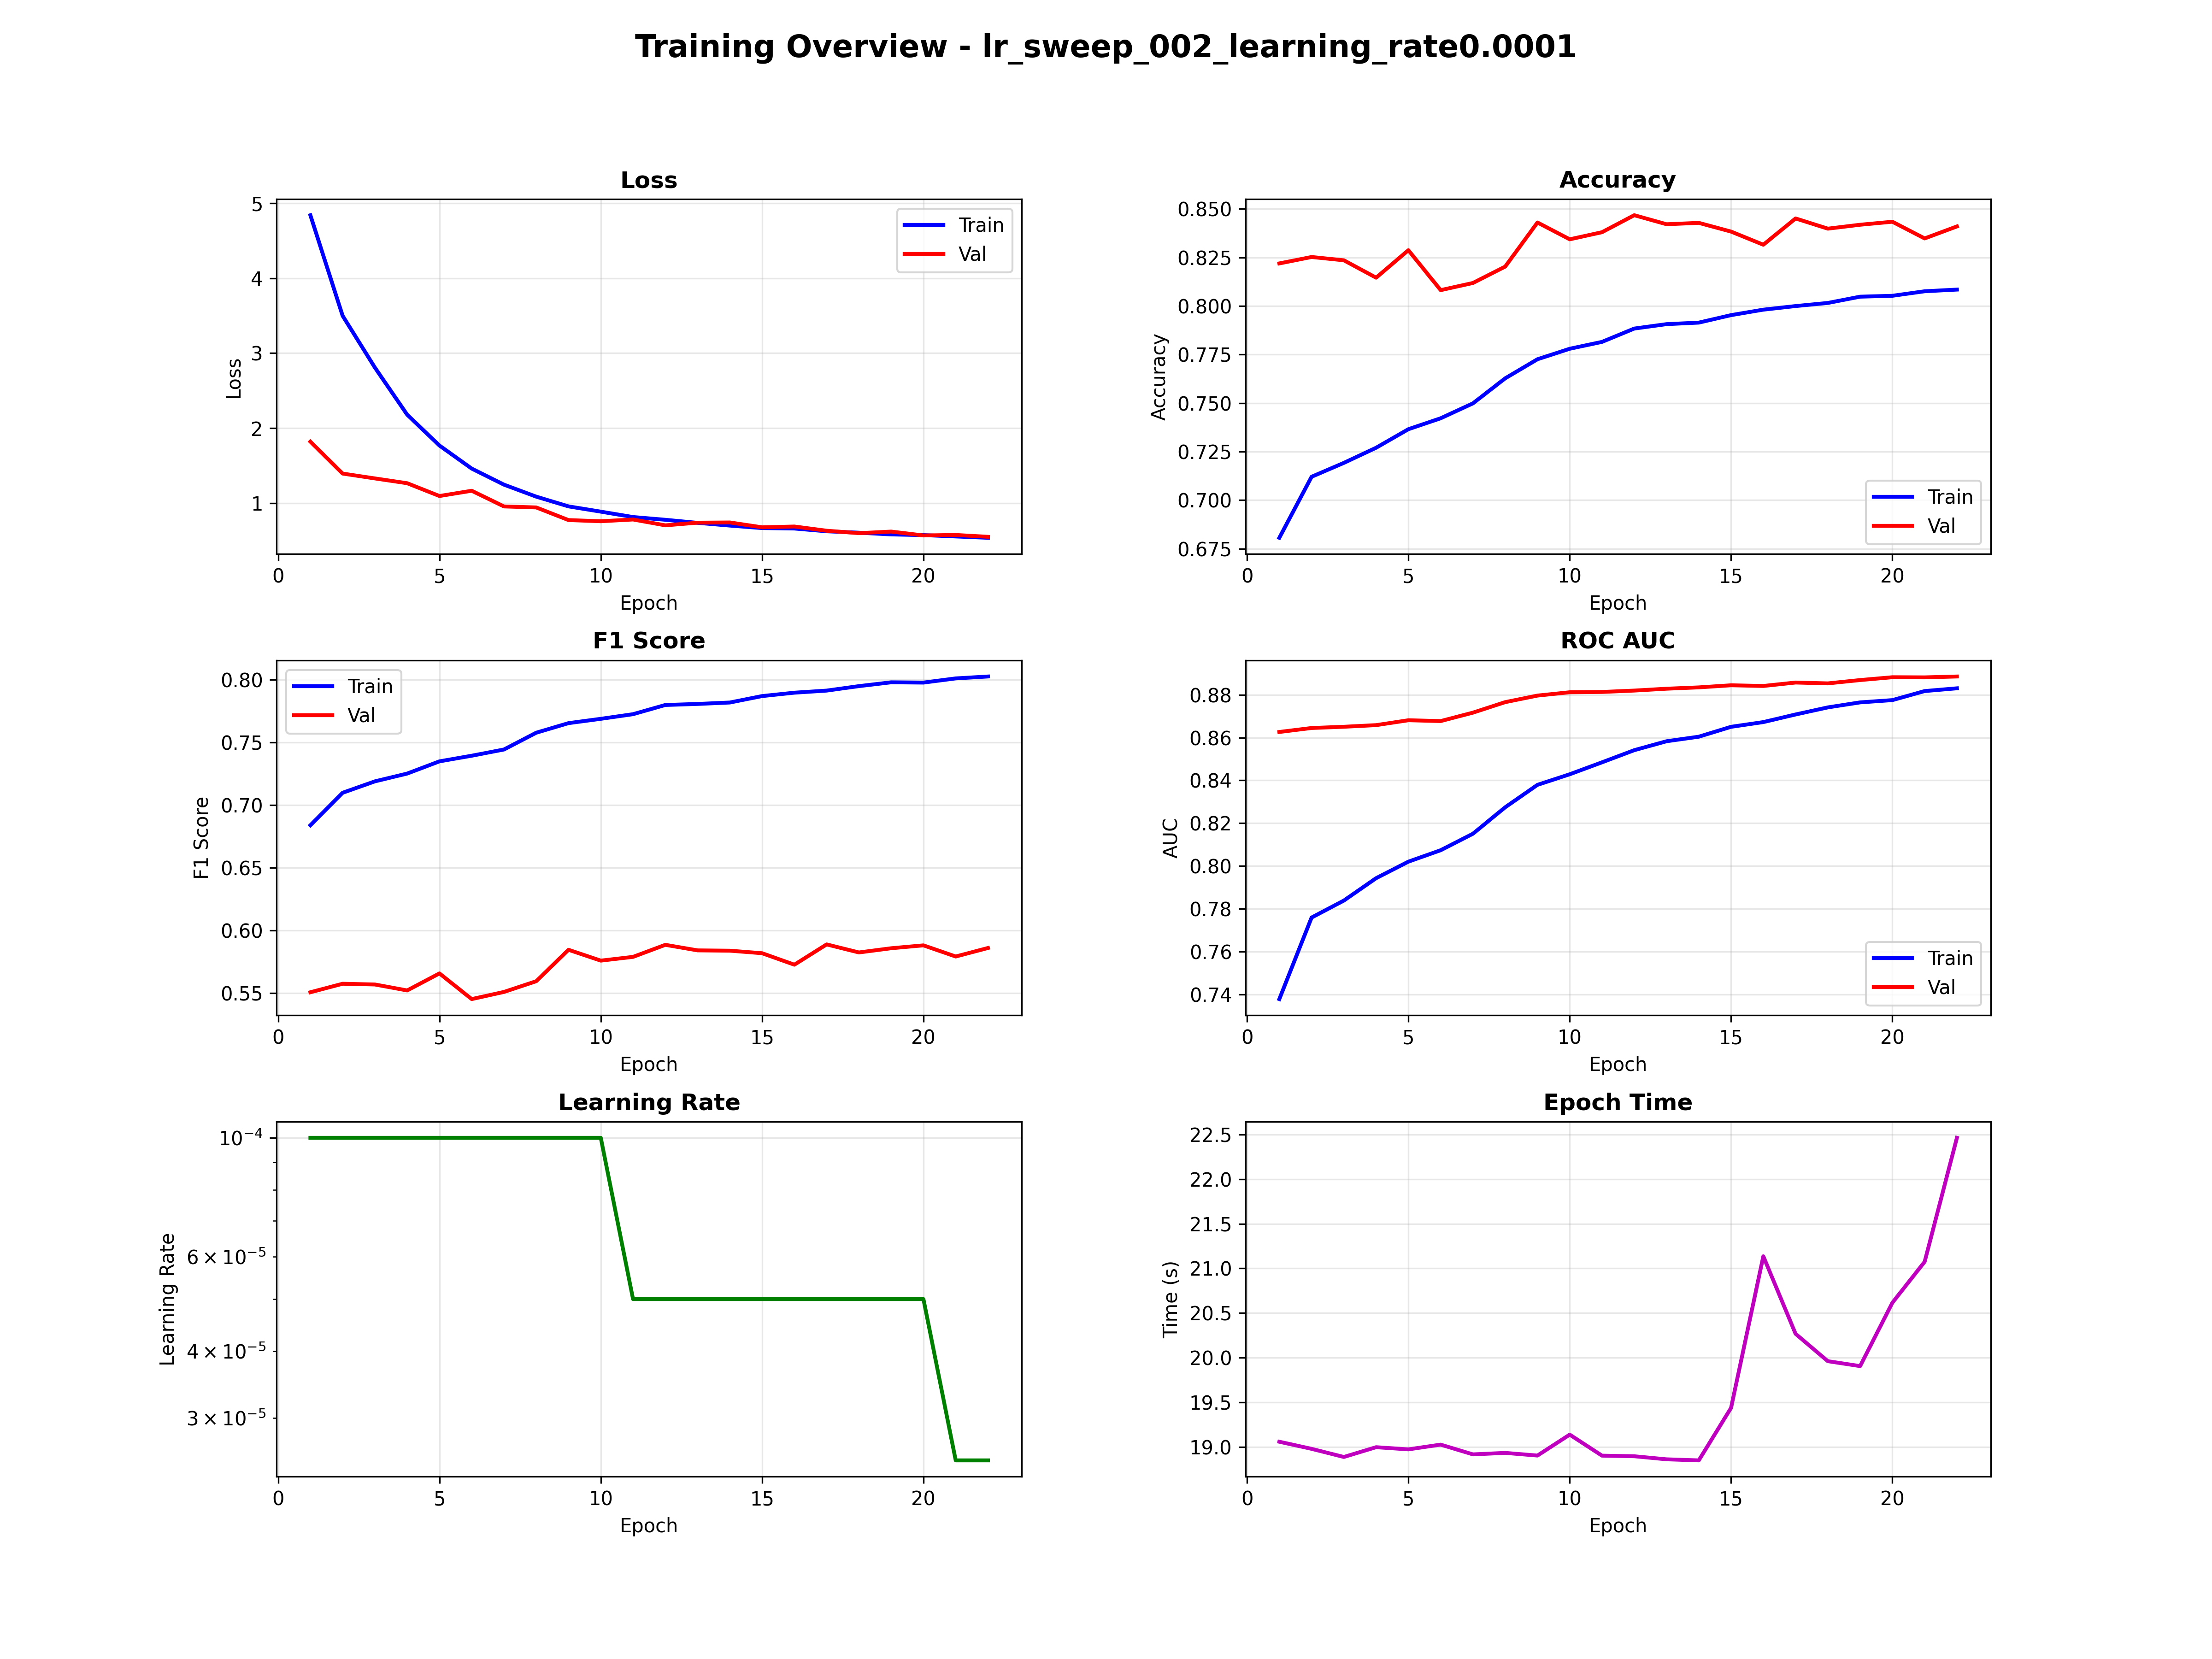 Training Overview - lr_sweep_002_learning_rate0.0001
Loss
5
4
3
2
1
Loss
Train
Val
0 5 10 15 20
Epoch
Accuracy
0.850
0.825
0.800
0.775
0.750
0.725
0.700
0.675
Accuracy
Train
Val
0 5 10 15 20
Epoch
F1 Score
0.80
0.75
0.70
0.65
0.60
0.55
F1 Score
Train
Val
0 5 10 15 20
Epoch
ROC AUC
0.88
0.86
0.84
0.82
0.80
0.78
0.76
0.74
AUC
Train
Val
0 5 10 15 20
Epoch
Learning Rate
10⁻⁴
6 × 10⁻⁵
4 × 10⁻⁵
3 × 10⁻⁵
Learning Rate
0 5 10 15 20
Epoch
Epoch Time
22.5
22.0
21.5
21.0
20.5
20.0
19.5
19.0
Time (s)
0 5 10 15 20
Epoch